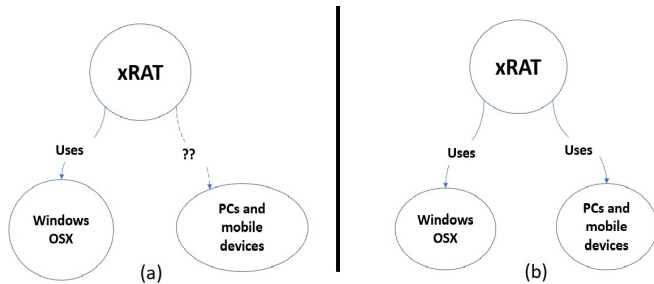 xRAT
Uses
??
Windows
OSX
PCs and
mobile
devices
(a)
xRAT
Uses
Uses
Windows
OSX
PCs and
mobile
devices
(b)